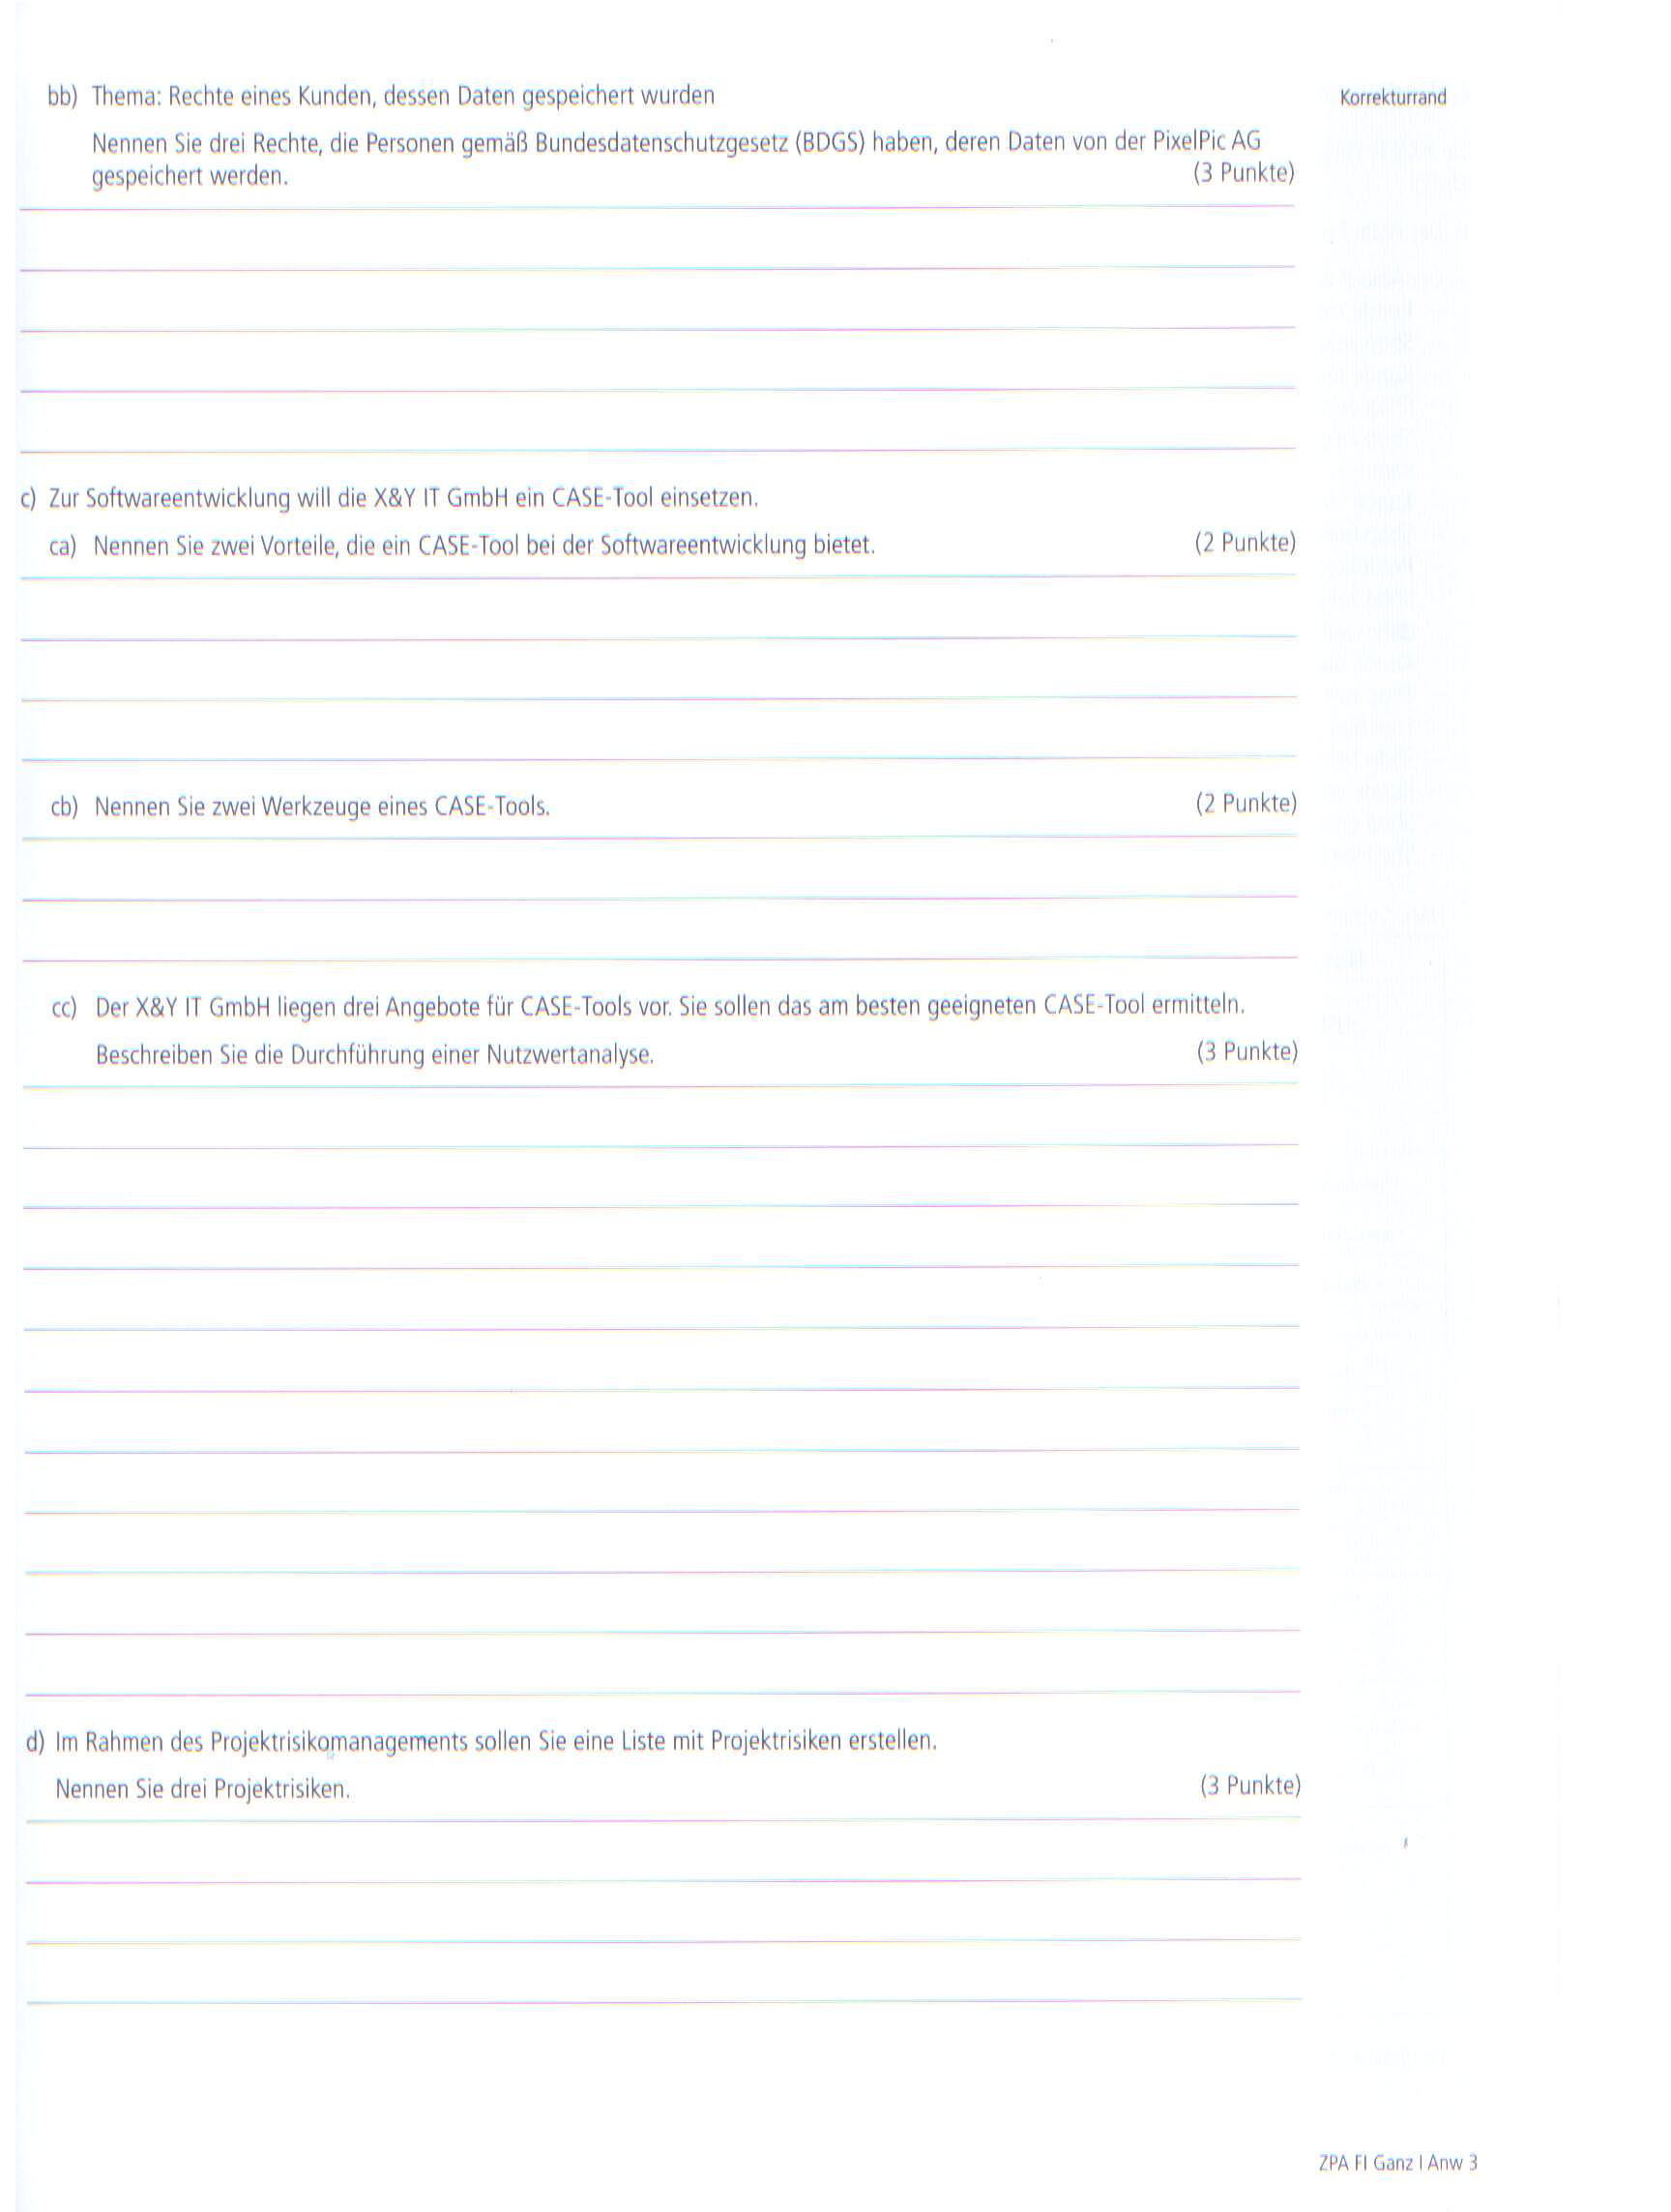 bb) Thema: Rechte eines Kunden, dessen Daten gespeichert wurden
Korrekturrand
Nennen Sie drei Rechte, die Personen gemäß Bundesdatenschutzgesetz (BDGS) haben, deren Daten von der PixelPic AG
gespeichert werden. (3 Punkte)
c) Zur Softwareentwicklung will die X&Y IT GmbH ein CASE-Tool einsetzen.
ca) Nennen Sie zwei Vorteile, die ein CASE-Tool bei der Softwareentwicklung bietet. (2 Punkte)
cb) Nennen Sie zwei Werkzeuge eines CASE-Tools. (2 Punkte)
cc) Der X&Y IT GmbH liegen drei Angebote für CASE-Tools vor. Sie sollen das am besten geeigneten CASE-Tool ermitteln.
Beschreiben Sie die Durchführung einer Nutzwertanalyse. (3 Punkte)
d) Im Rahmen des Projektrisikomanagements sollen Sie eine Liste mit Projektrisiken erstellen.
Nennen Sie drei Projektrisiken. (3 Punkte)
ZPA FI Ganz I Anw 3